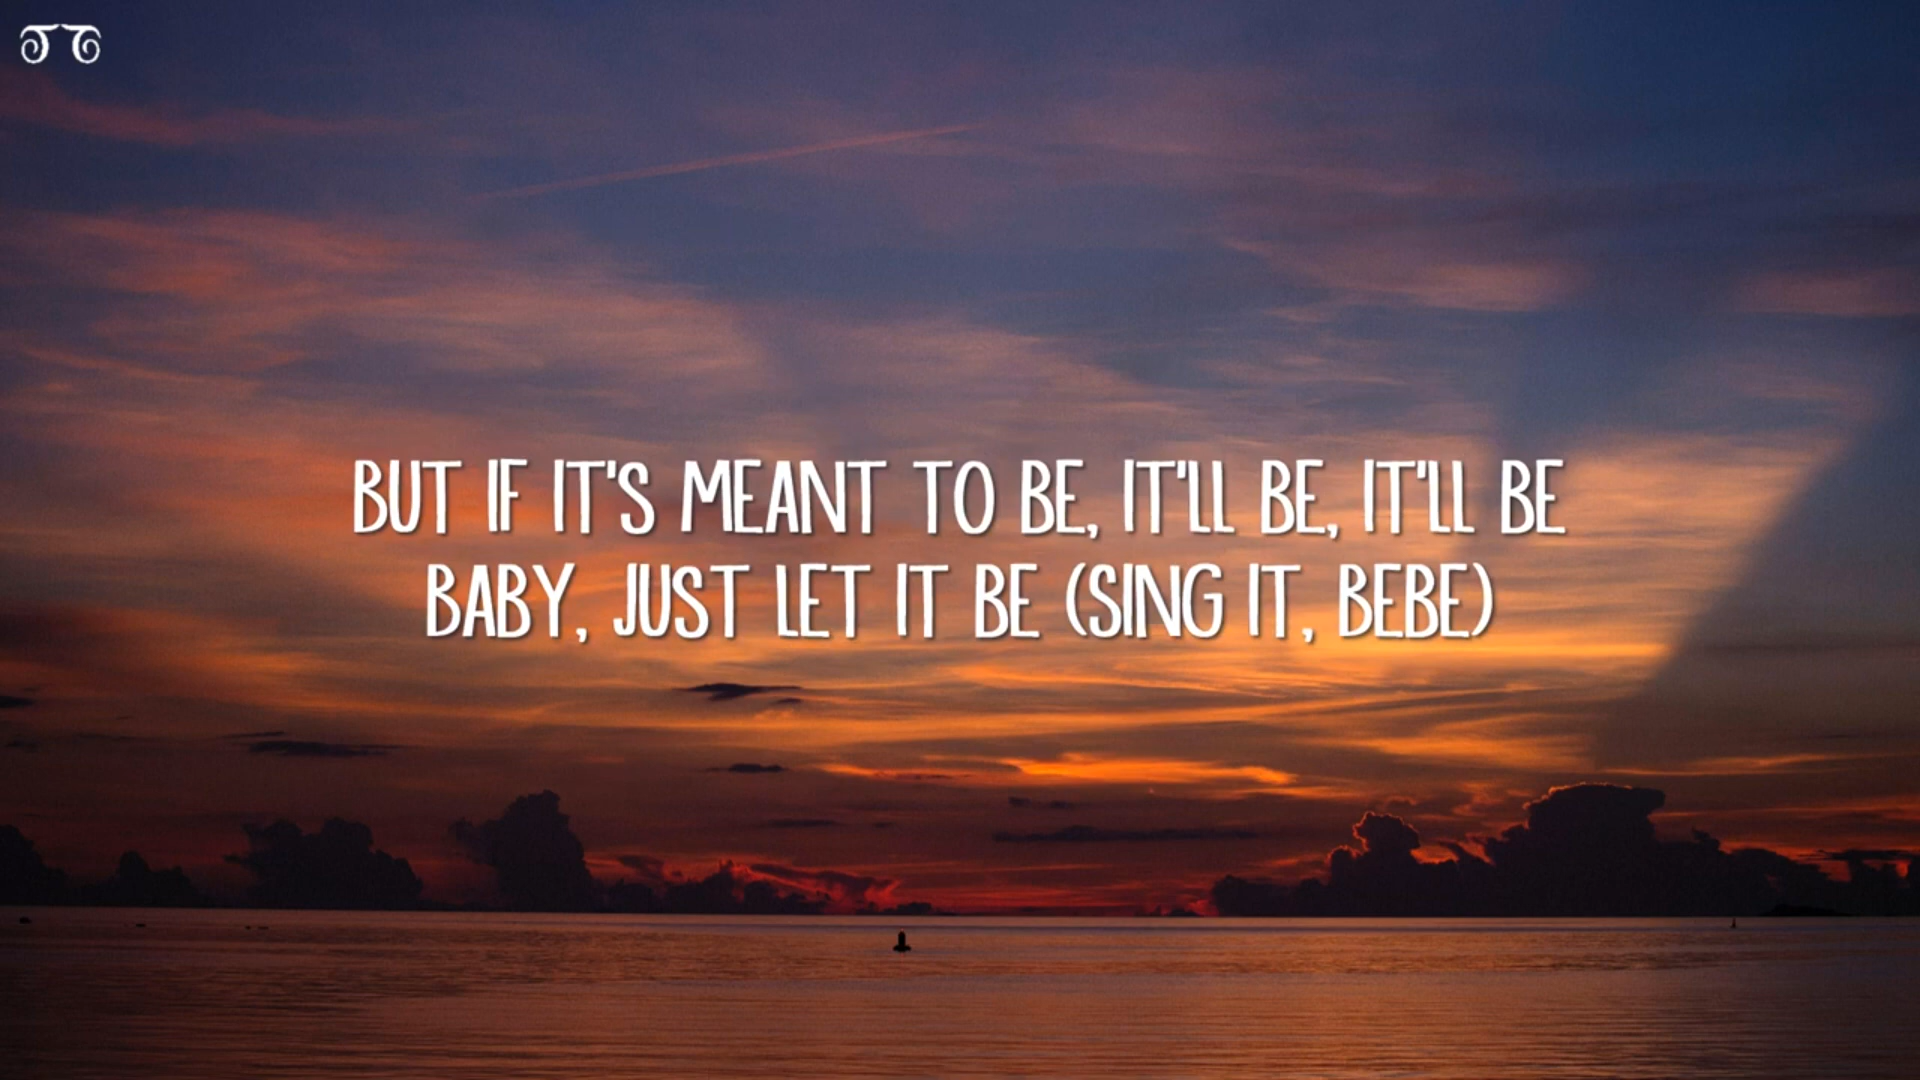 BUT IF IT'S MEANT TO BE, IT'LL BE, IT'LL BE
BABY, JUST LET IT BE (SING IT, BEBE)